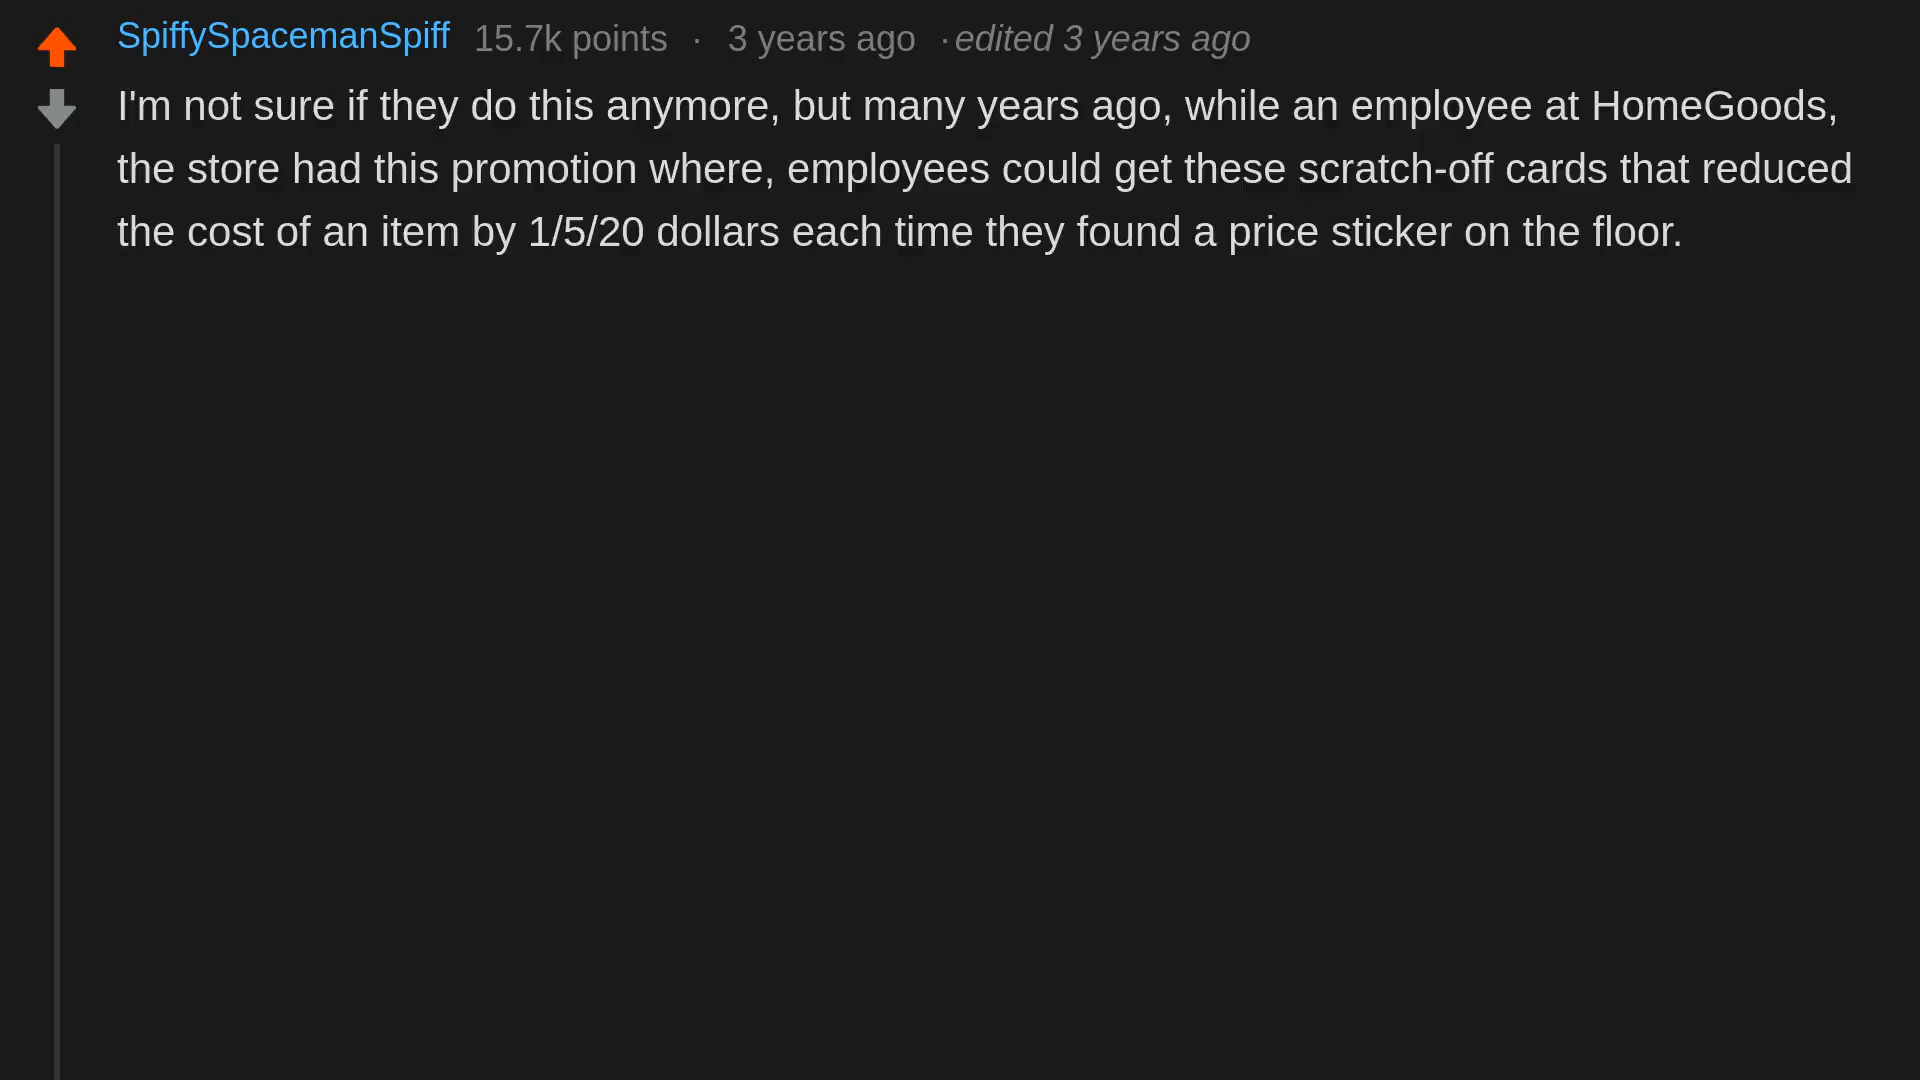 SpiffySpacemanSpiff 15.7k points · 3 years ago · edited 3 years ago
I'm not sure if they do this anymore, but many years ago, while an employee at HomeGoods,
the store had this promotion where, employees could get these scratch-off cards that reduced
the cost of an item by 1/5/20 dollars each time they found a price sticker on the floor.